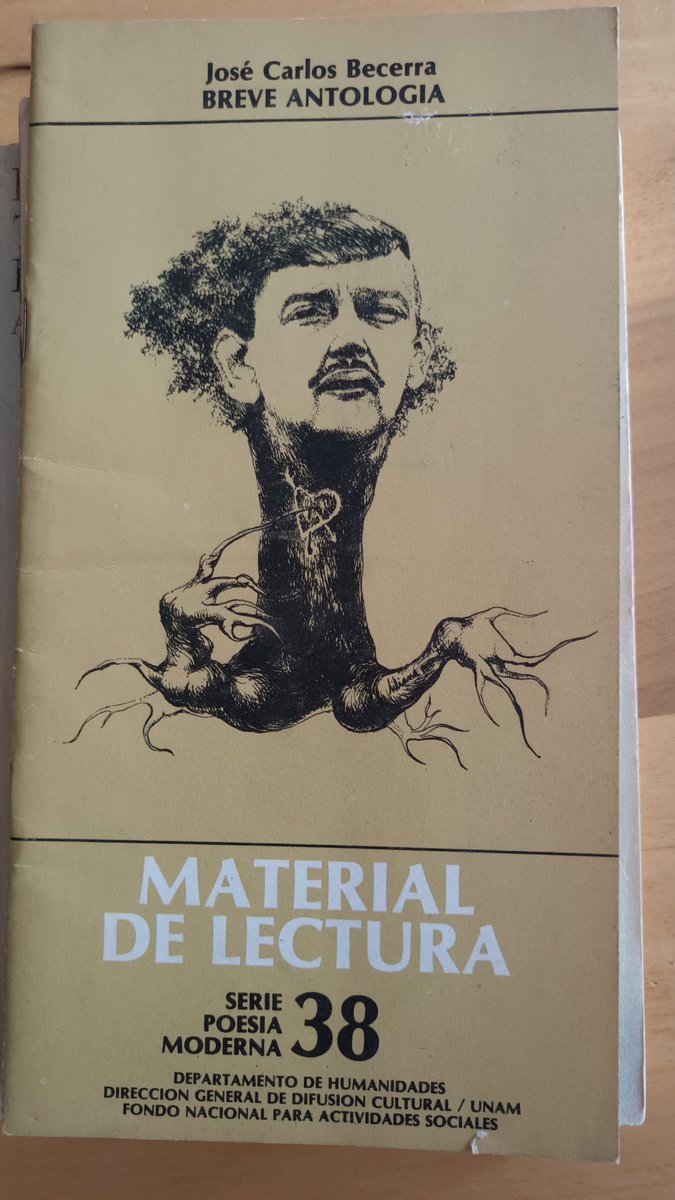 José Carlos Becerra
BREVE ANTOLOGIA
MATERIAL
DE LECTURA
SERIE
POESIA
MODERNA 38
DEPARTAMENTO DE HUMANIDADES
DIRECCION GENERAL DE DIFUSION CULTURAL / UNAM
FONDO NACIONAL PARA ACTIVIDADES SOCIALES